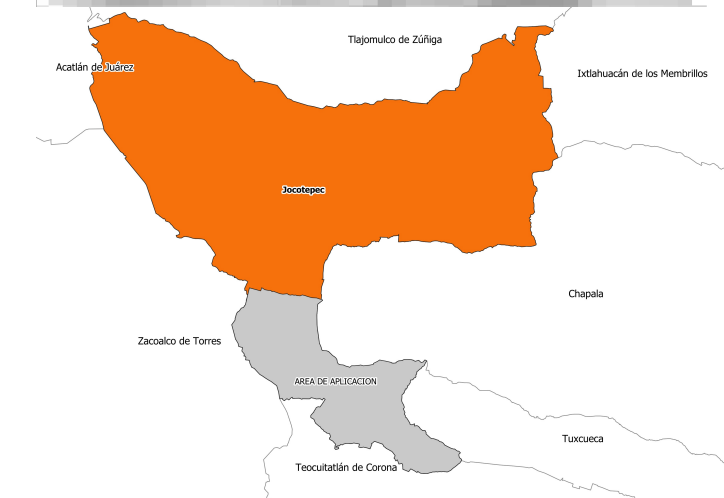 Tlajomulco de Zúñiga
Acatlán de Juárez
Ixtlahuacán de los Membrillos
Jocotepec
Chapala
Zacoalco de Torres
AREA DE APLICACION
Tuxcueca
Teocuitatlán de Corona